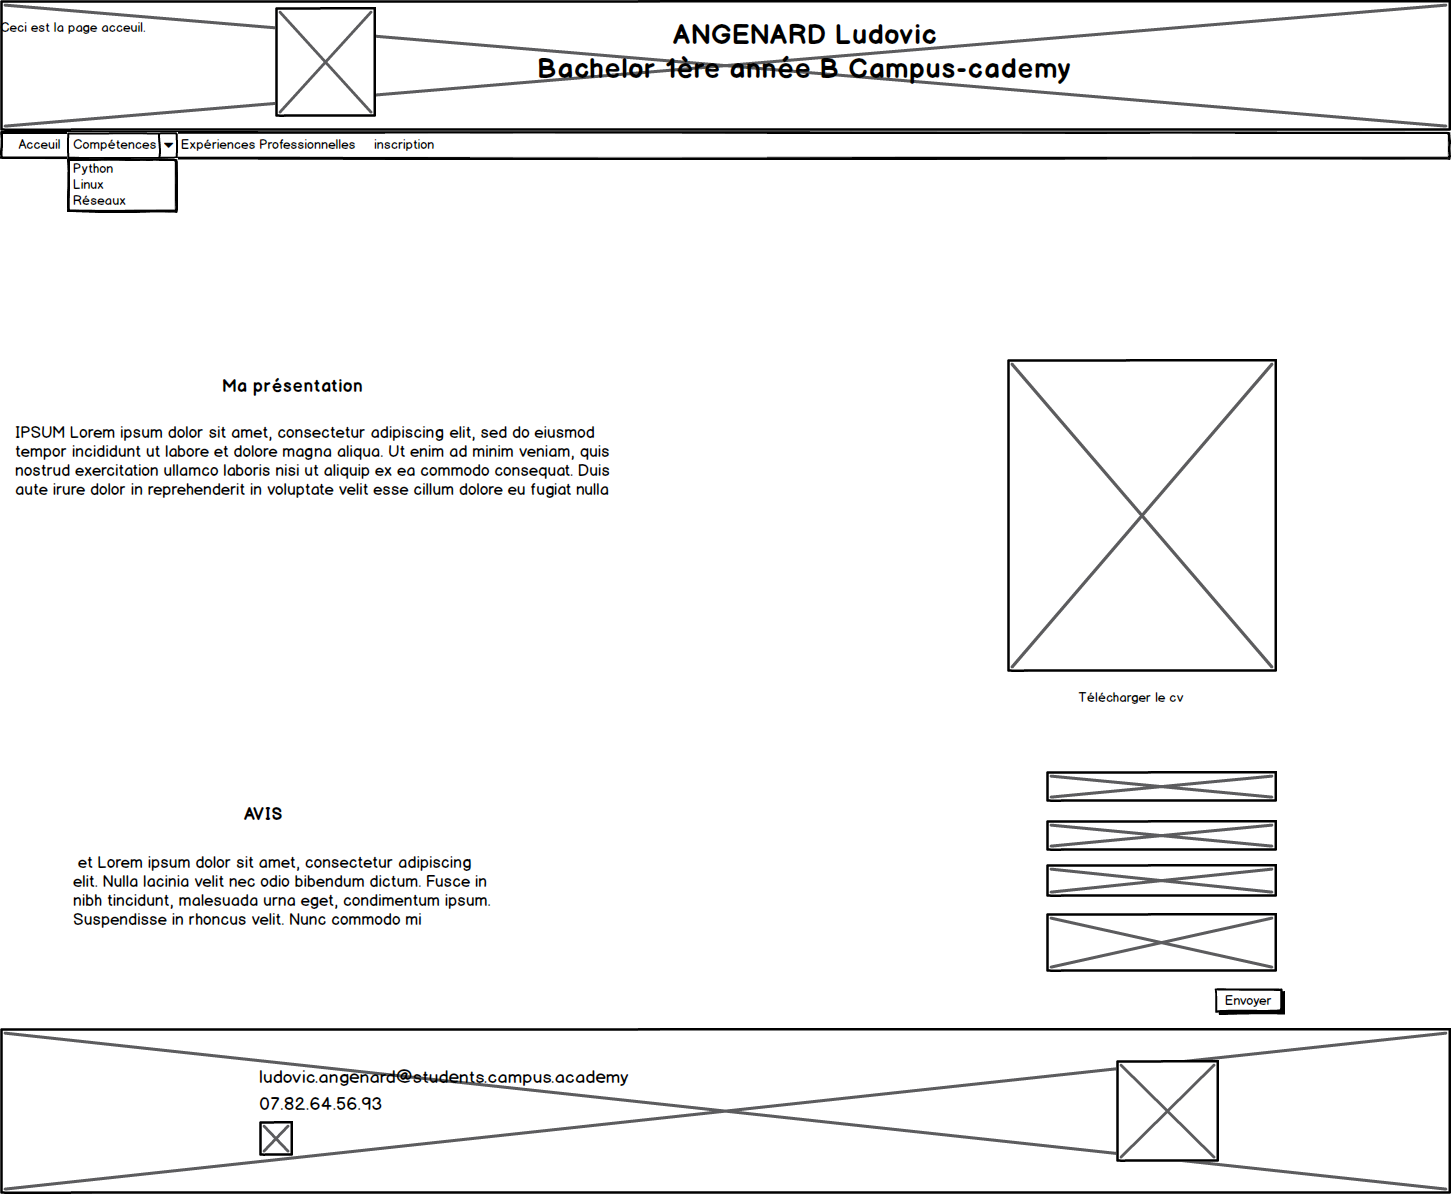 Ceci est la page acceuil.
ANGENARD Ludovic
Bachelor 1ère année B Campus-cademy
Acceuil Compétences Expériences Professionnelles inscription
Python
Linux
Réseaux
Ma présentation
IPSUM Lorem ipsum dolor sit amet, consectetur adipiscing elit, sed do eiusmod
tempor incididunt ut labore et dolore magna aliqua. Ut enim ad minim veniam, quis
nostrud exercitation ullamco laboris nisi ut aliquip ex ea commodo consequat. Duis
aute irure dolor in reprehenderit in voluptate velit esse cillum dolore eu fugiat nulla
Télécharger le cv
AVIS
et Lorem ipsum dolor sit amet, consectetur adipiscing
elit. Nulla lacinia velit nec odio bibendum dictum. Fusce in
nibh tincidunt, malesuada urna eget, condimentum ipsum.
Suspendisse in rhoncus velit. Nunc commodo mi
Envoyer
ludovic.angenard@students.campus.academy
07.82.64.56.93